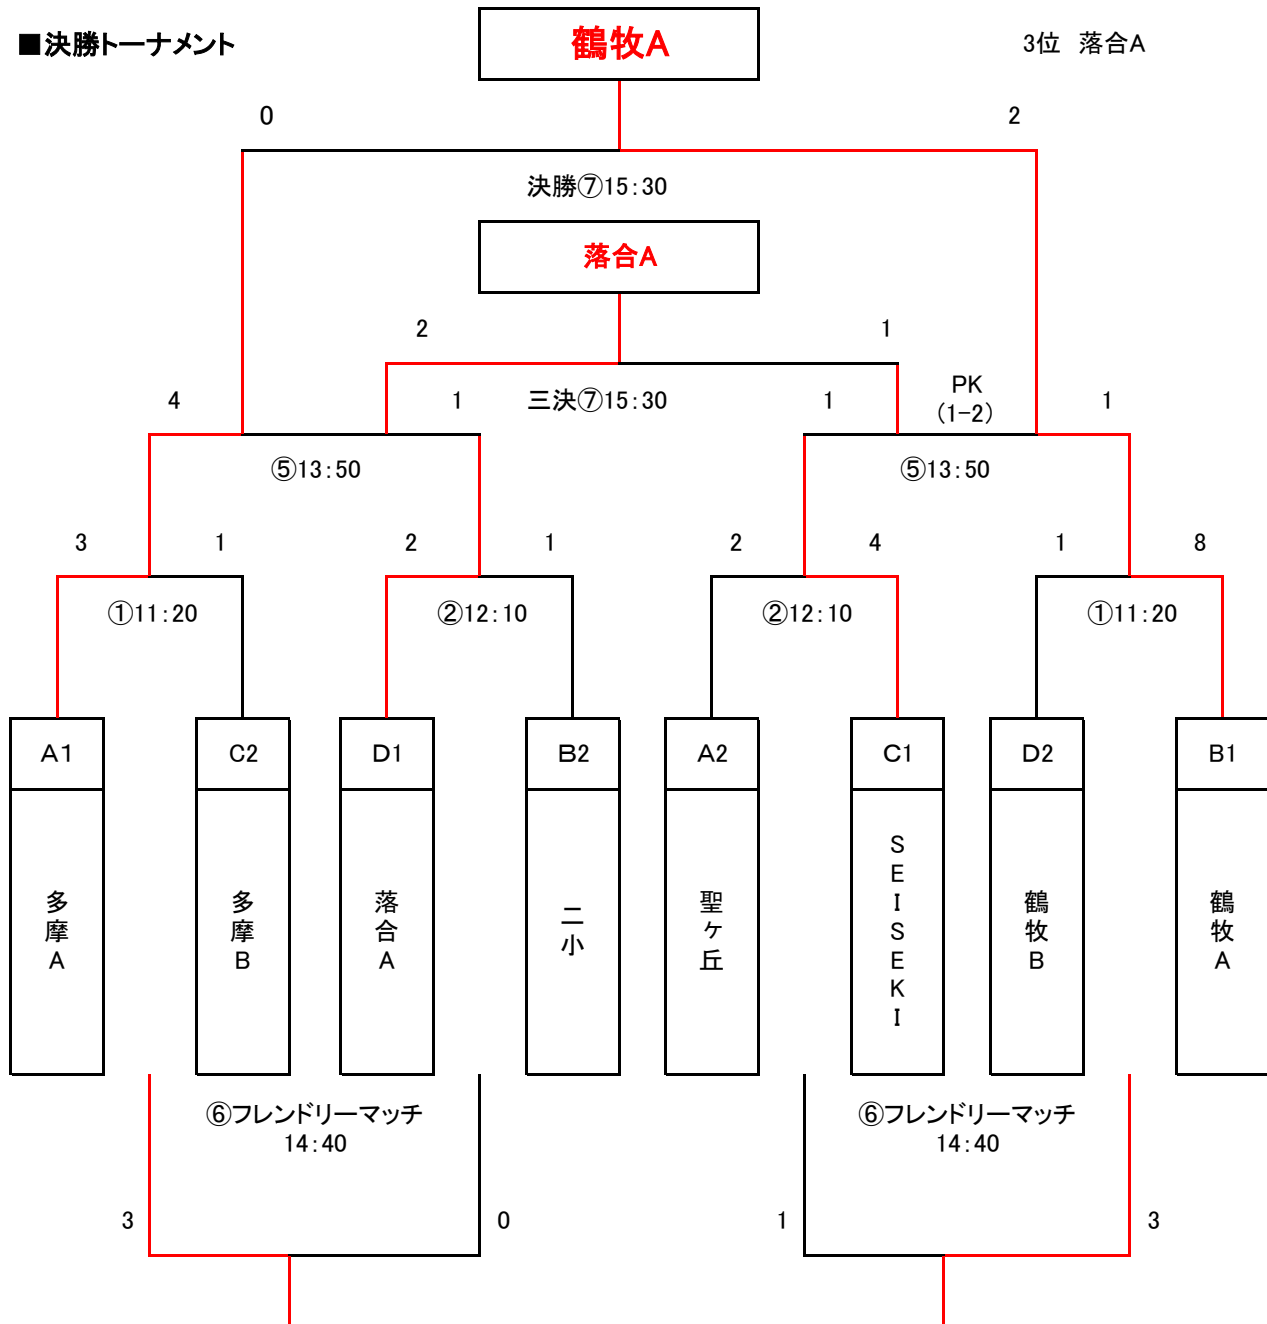 ■決勝トーナメント
鶴牧A
3位 落合A
0
2
決勝⑦15:30
落合A
2
1
4
1
三決⑦15:30
1
PK
(1-2)
1
⑤13:50
⑤13:50
3
1
2
1
2
4
1
8
①11:20
②12:10
②12:10
①11:20
A1
C2
D1
B2
A2
C1
D2
B1
多摩A
多摩B
落合A
二小
聖ヶ丘
SEISEKI
鶴牧B
鶴牧A
⑥フレンドリーマッチ
14:40
⑥フレンドリーマッチ
14:40
3
0
1
3